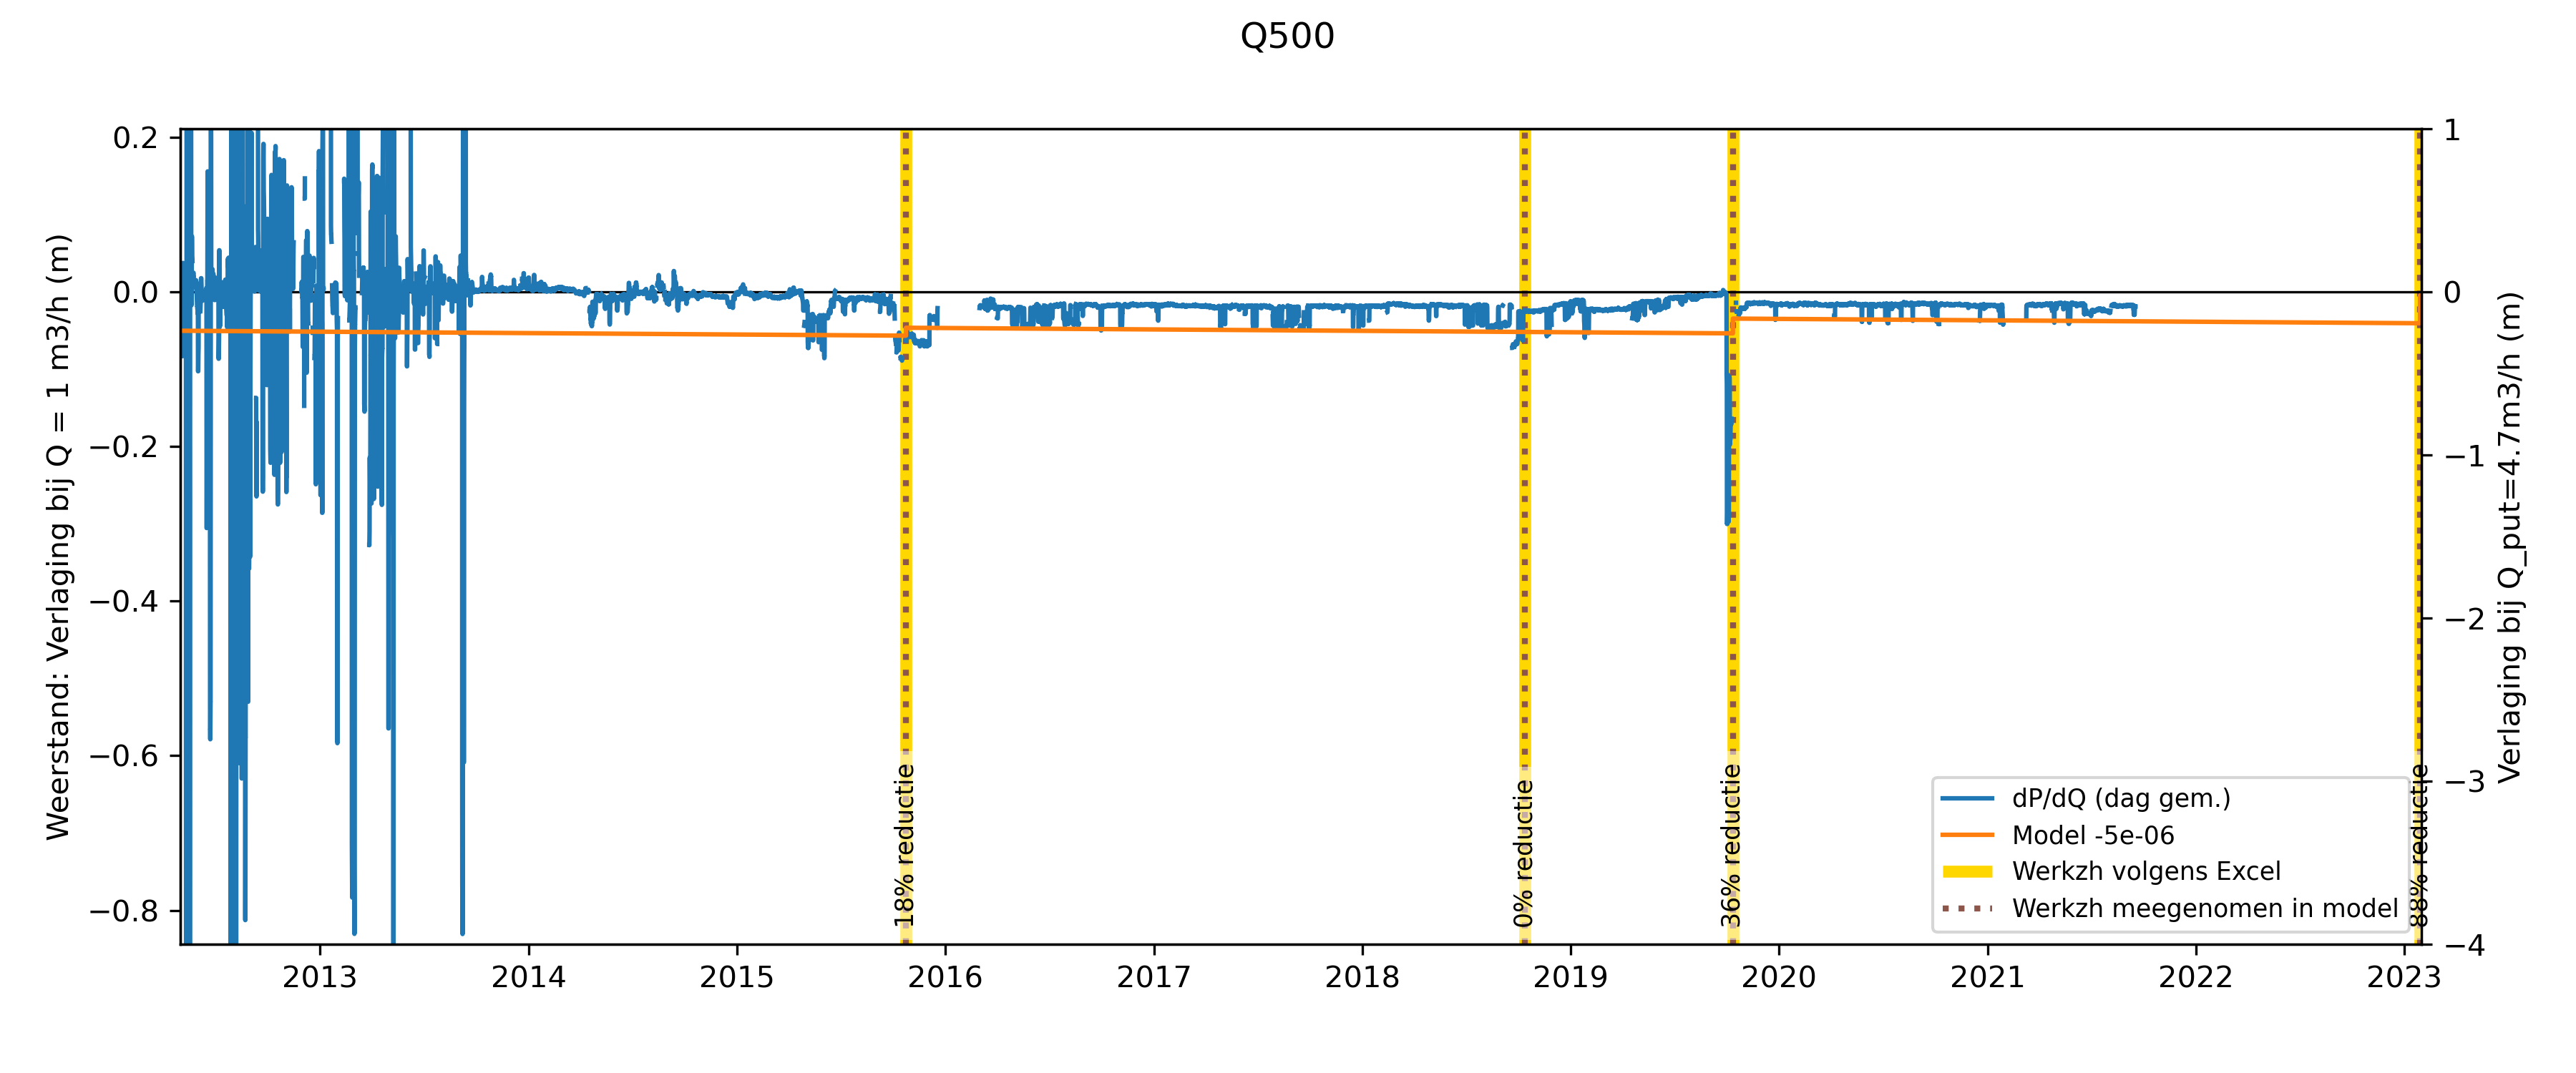 Q500
Weerstand: Verlaging bij Q = 1 m3/h (m)
0.2
0.0
−0.2
−0.4
−0.6
−0.8
2013
2014
2015
2016
2017
2018
2019
2020
2021
2022
2023
1
0
−1
−2
−3
−4
Verlaging bij Q_put=4.7m3/h (m)
18% reductie
0% reductie
36% reductie
88% reductie
dP/dQ (dag gem.)
Model -5e-06
Werkzh volgens Excel
Werkzh meegenomen in model